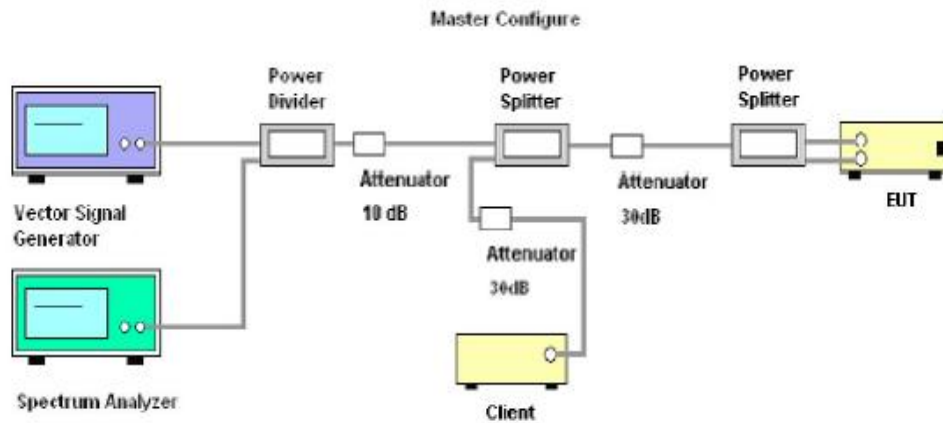 Master Configure
Power
Divider
Power
Splitter
Power
Splitter
Attenuator
10 dB
Attenuator
30dB
EUT
Vector Signal
Generator
Attenuator
30dB
Spectrum Analyzer
Client